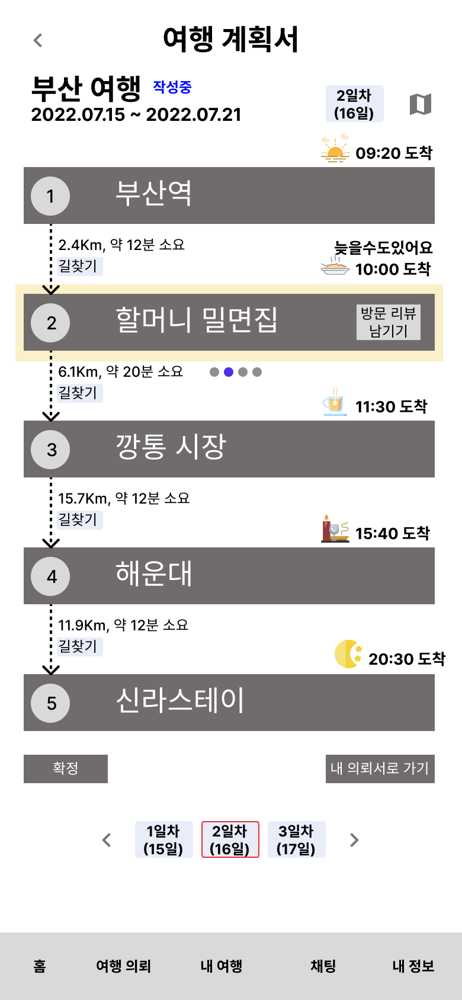 여행 계획서
부산 여행 작성중
2022.07.15 ~ 2022.07.21
2일차
(16일)
09:20 도착
1 부산역
2.4Km, 약 12분 소요
길찾기
늦을수도있어요
10:00 도착
2 할머니 밀면집
방문 리뷰
남기기
6.1Km, 약 20분 소요
길찾기
11:30 도착
3 깡통 시장
15.7Km, 약 12분 소요
길찾기
15:40 도착
4 해운대
11.9Km, 약 12분 소요
길찾기
20:30 도착
5 신라스테이
확정 내 의뢰서로 가기
1일차
(15일)
2일차
(16일)
3일차
(17일)
홈 여행 의뢰 내 여행 채팅 내 정보